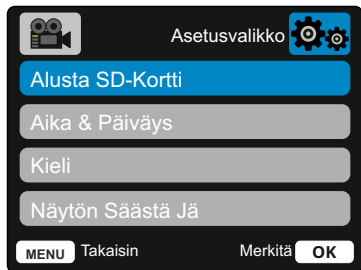 Asetusvalikko
Alusta SD-Kortti
Aika & Päiväys
Kieli
Näytön Säästä Jä
MENU Takaisin Merkitä OK